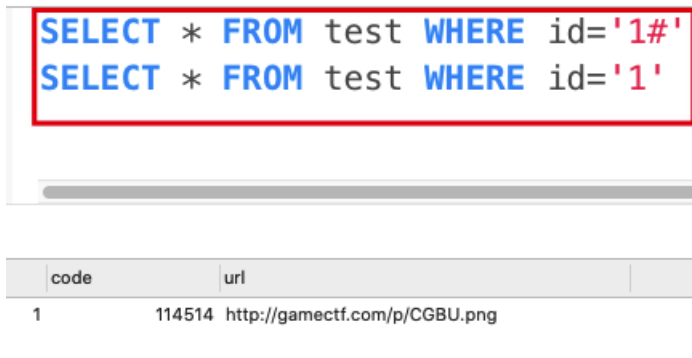 SELECT * FROM test WHERE id='1#'
SELECT * FROM test WHERE id='1'
code url
1 114514 http://gamectf.com/p/CGBU.png